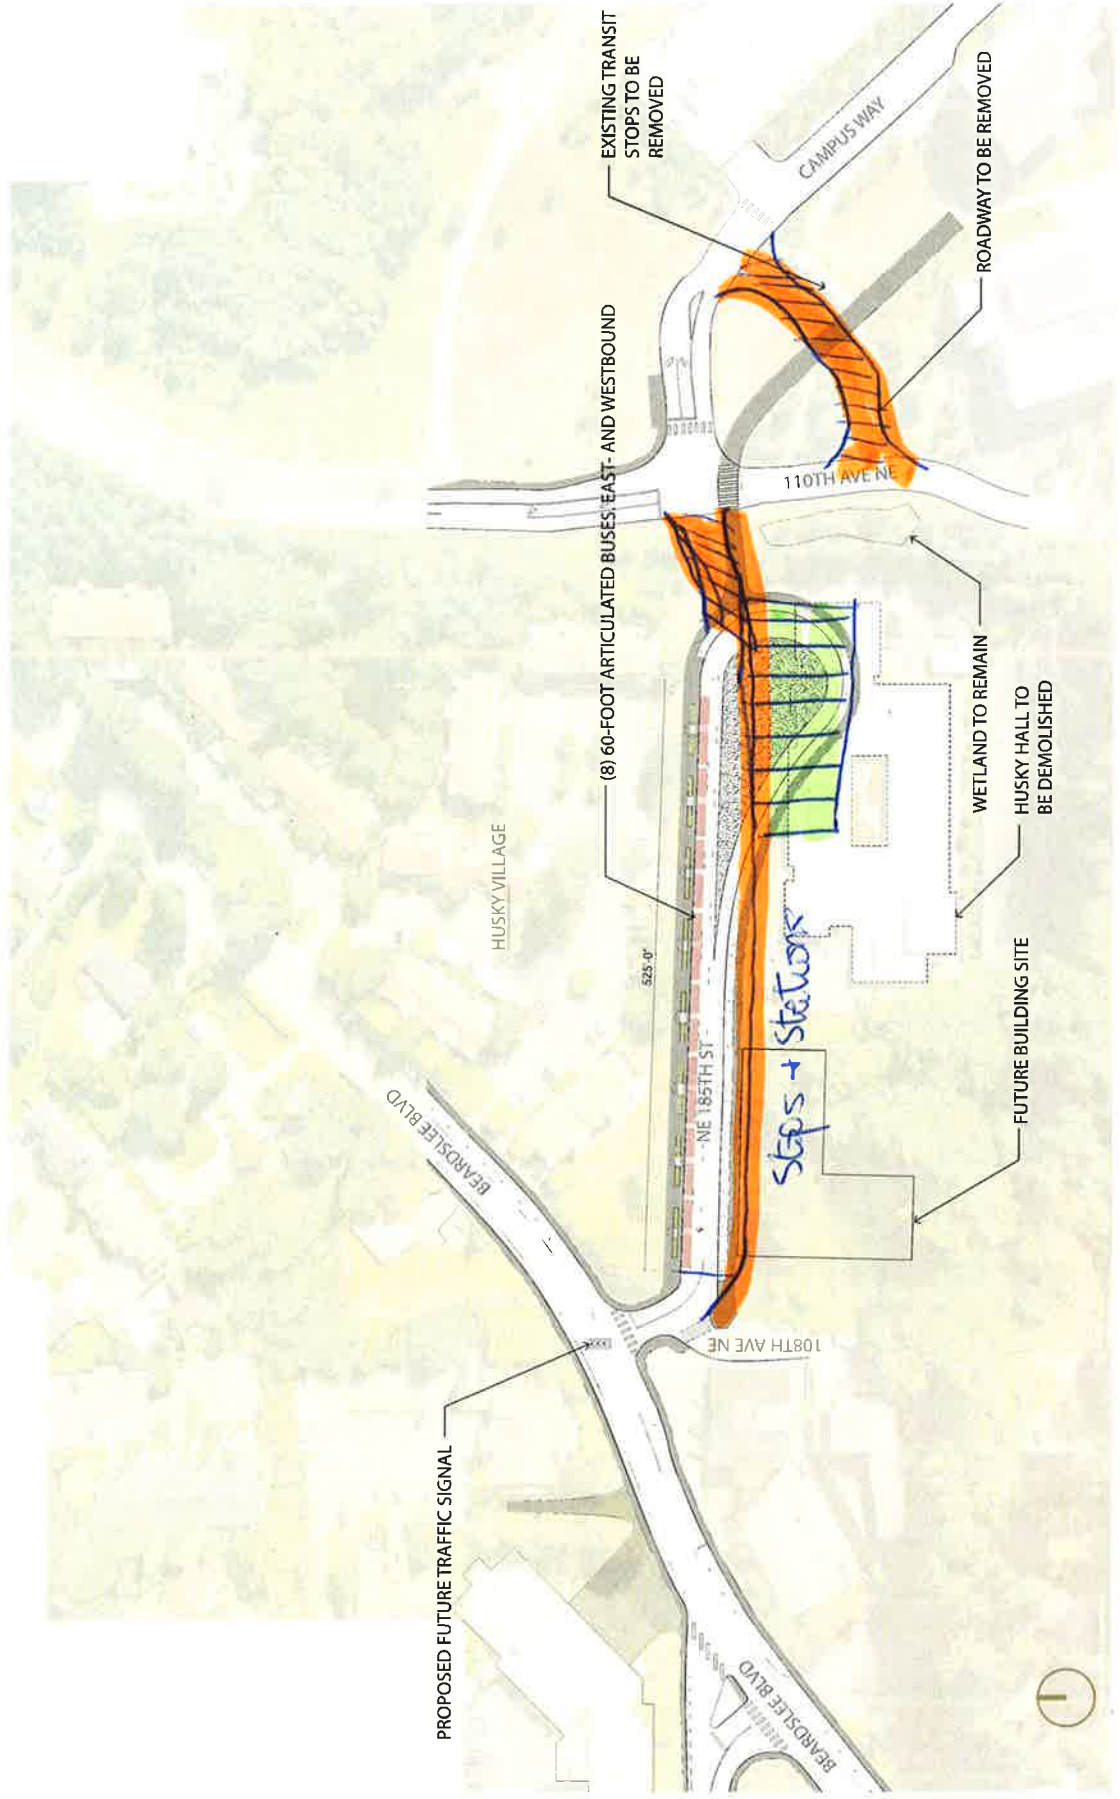 PROPOSED FUTURE TRAFFIC SIGNAL
BEARDSLEE BLVD
BEARDSLEE BLVD
HUSKY VILLAGE
(8) 60-FOOT ARTICULATED BUSES, EAST- AND WESTBOUND
EXISTING TRANSIT
STOPS TO BE
REMOVED
CAMPUS WAY
525'-0"
NE 185TH ST
108TH AVE NE
110TH AVE NE
Stops + Stations
ROADWAY TO BE REMOVED
WETLAND TO REMAIN
HUSKY HALL TO
BE DEMOLISHED
FUTURE BUILDING SITE